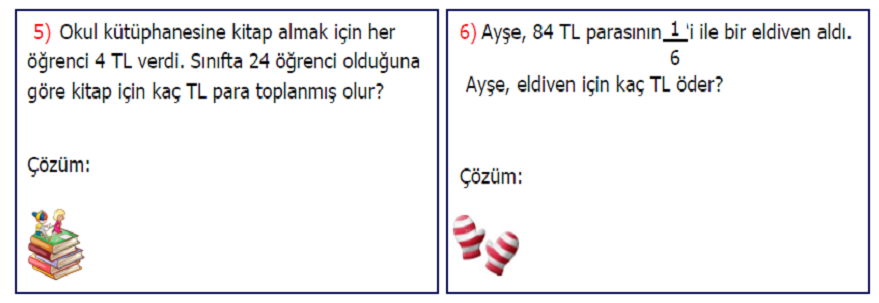 5) Okul kütüphanesine kitap almak için her
öğrenci 4 TL verdi. Sınıfta 24 öğrenci olduğuna
göre kitap için kaç TL para toplanmış olur?
Çözüm:
6) Ayşe, 84 TL parasının 1 'i ile bir eldiven aldı.
6
Ayşe, eldiven için kaç TL öder?
Çözüm: